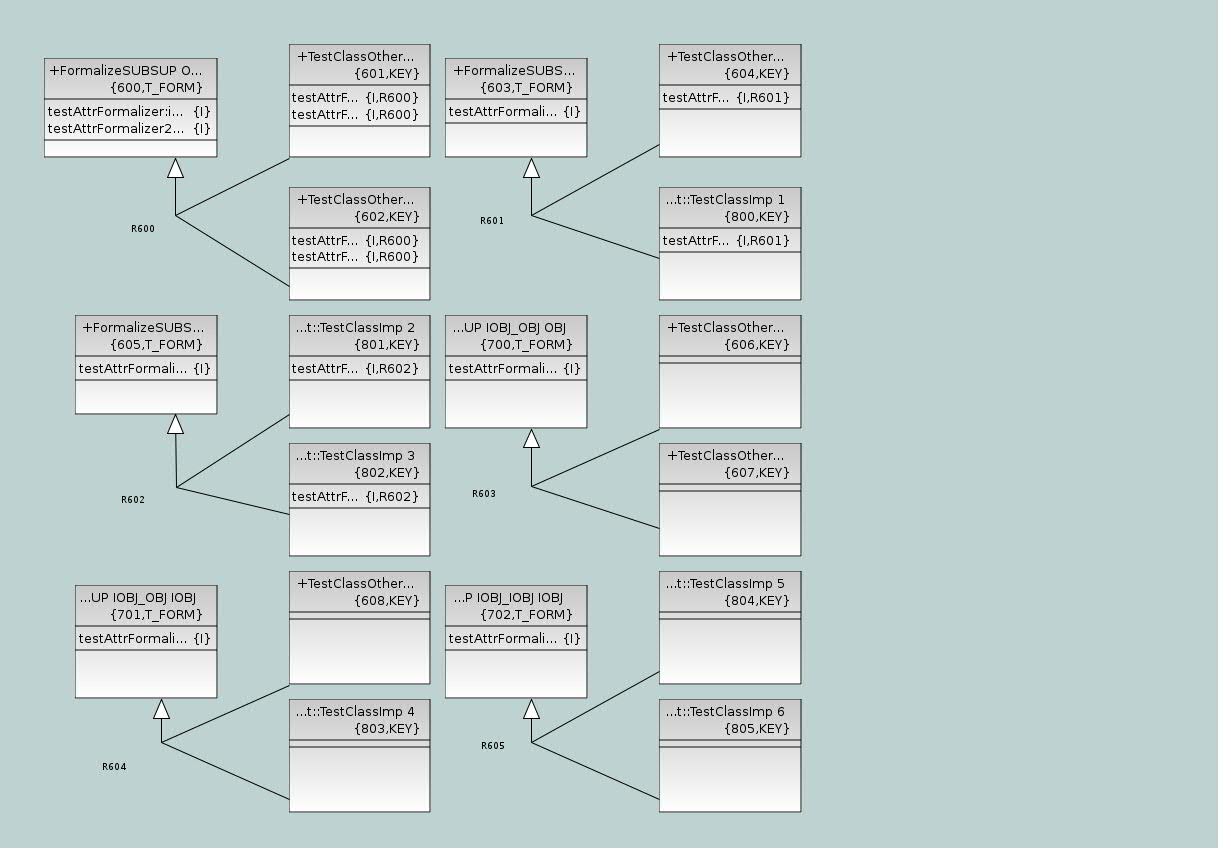 +FormalizeSUBSUP O...
{600,T_FORM}
testAttrFormalizer:i... {I}
testAttrFormalizer2... {I}
+TestClassOther...
{601,KEY}
testAttrF... {I,R600}
testAttrF... {I,R600}
+FormalizeSUBS...
{603,T_FORM}
testAttrFormali... {I}
+TestClassOther...
{604,KEY}
testAttrF... {I,R601}
R600
+TestClassOther...
{602,KEY}
testAttrF... {I,R600}
testAttrF... {I,R600}
R601
...t::TestClassImp 1
{800,KEY}
testAttrF... {I,R601}
+FormalizeSUBS...
{605,T_FORM}
testAttrFormali... {I}
...t::TestClassImp 2
{801,KEY}
testAttrF... {I,R602}
...UP IOBJ_OBJ OBJ
{700,T_FORM}
testAttrFormali... {I}
+TestClassOther...
{606,KEY}
R602
...t::TestClassImp 3
{802,KEY}
testAttrF... {I,R602}
R603
+TestClassOther...
{607,KEY}
...UP IOBJ_OBJ IOBJ
{701,T_FORM}
testAttrFormali... {I}
+TestClassOther...
{608,KEY}
...P IOBJ_IOBJ IOBJ
{702,T_FORM}
testAttrFormali... {I}
...t::TestClassImp 5
{804,KEY}
R604
...t::TestClassImp 4
{803,KEY}
R605
...t::TestClassImp 6
{805,KEY}